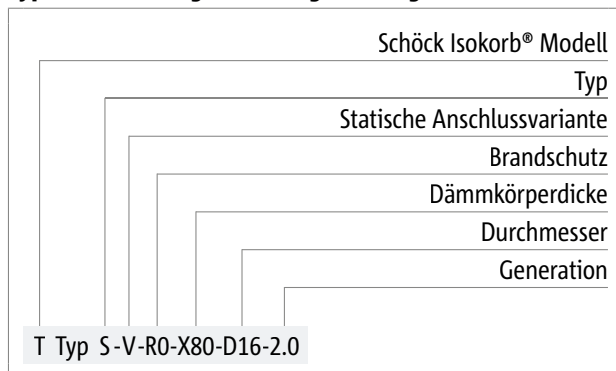 Schöck Isokorb® Modell
Typ
Statische Anschlussvariante
Brandschutz
Dämmkörperdicke
Durchmesser
Generation
T Typ S-V-R0-X80-D16-2.0